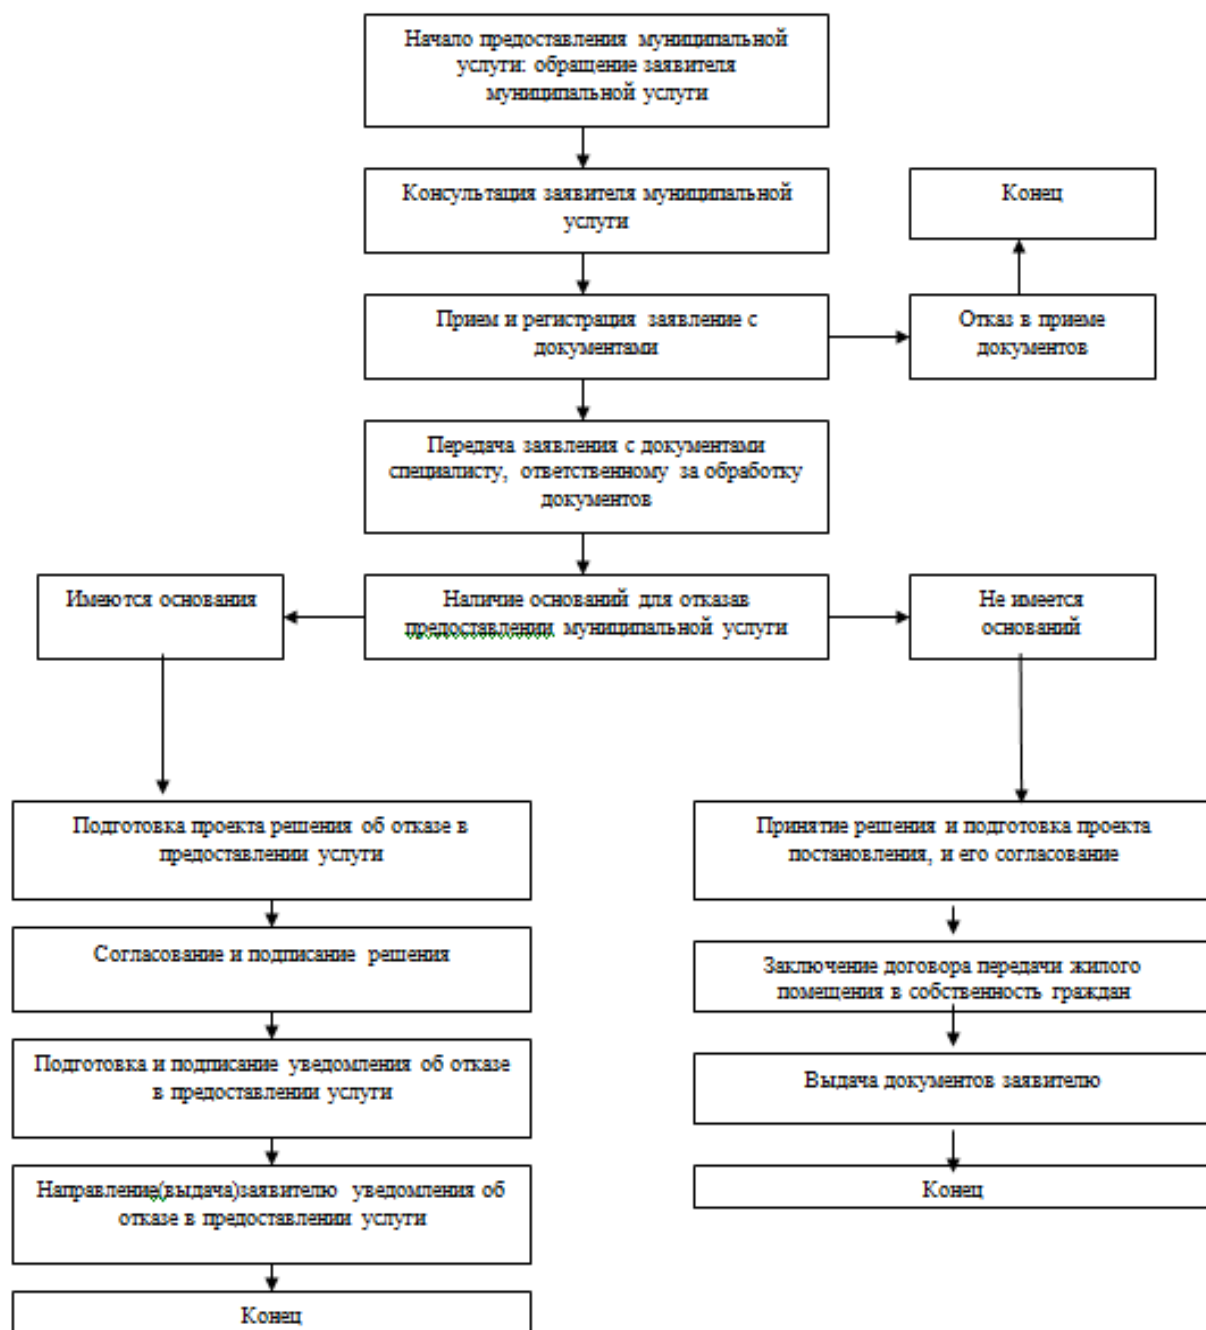 Начало предоставления муниципальной
услуги: обращение заявителя
муниципальной услуги
Консультация заявителя муниципальной
услуги
Конец
Прием и регистрация заявление с
документами
Отказ в приеме
документов
Передача заявления с документами
специалисту, ответственному за обработку
документов
Имеются основания
Наличие оснований для отказав
предоставлении муниципальной услуги
Не имеется
оснований
Подготовка проекта решения об отказе в
предоставлении услуги
Принятие решения и подготовка проекта
постановления, и его согласование
Согласование и подписание решения
Заключение договора передачи жилого
помещения в собственность граждан
Подготовка и подписание уведомления об отказе
в предоставлении услуги
Выдача документов заявителю
Направление(выдача)заявителю уведомления об
отказе в предоставлении услуги
Конец
Конец